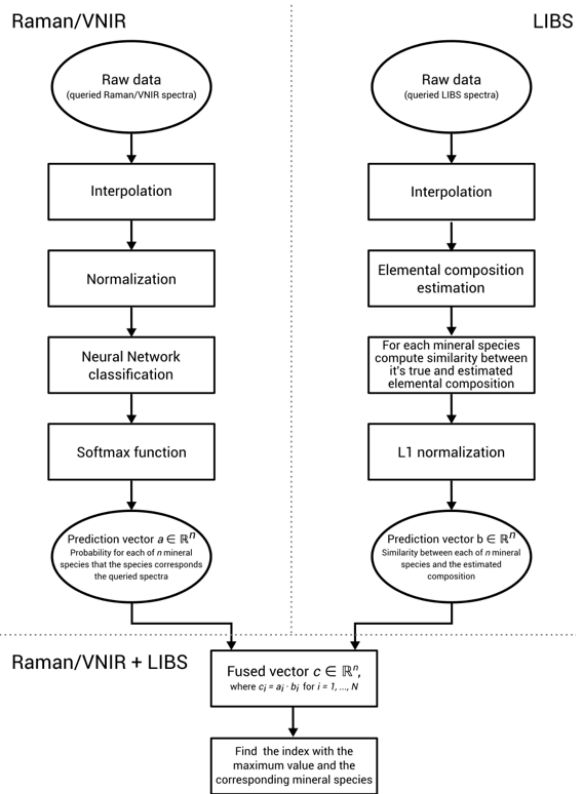 Raman/VNIR
LIBS
Raw data
(queried Raman/VNIR spectra)
Interpolation
Normalization
Neural Network
classification
Softmax function
Prediction vector a ∈ ℝⁿ
Probability for each of n mineral
species that the species corresponds
the queried spectra
Raw data
(queried LIBS spectra)
Interpolation
Elemental composition
estimation
For each mineral species
compute similarity between
it's true and estimated
elemental composition
L1 normalization
Prediction vector b ∈ ℝⁿ
Similarity between each of n mineral
species and the estimated
composition
Raman/VNIR + LIBS
Fused vector c ∈ ℝⁿ,
where cᵢ = aᵢ · bᵢ for i = 1, ..., N
Find the index with the
maximum value and the
corresponding mineral species